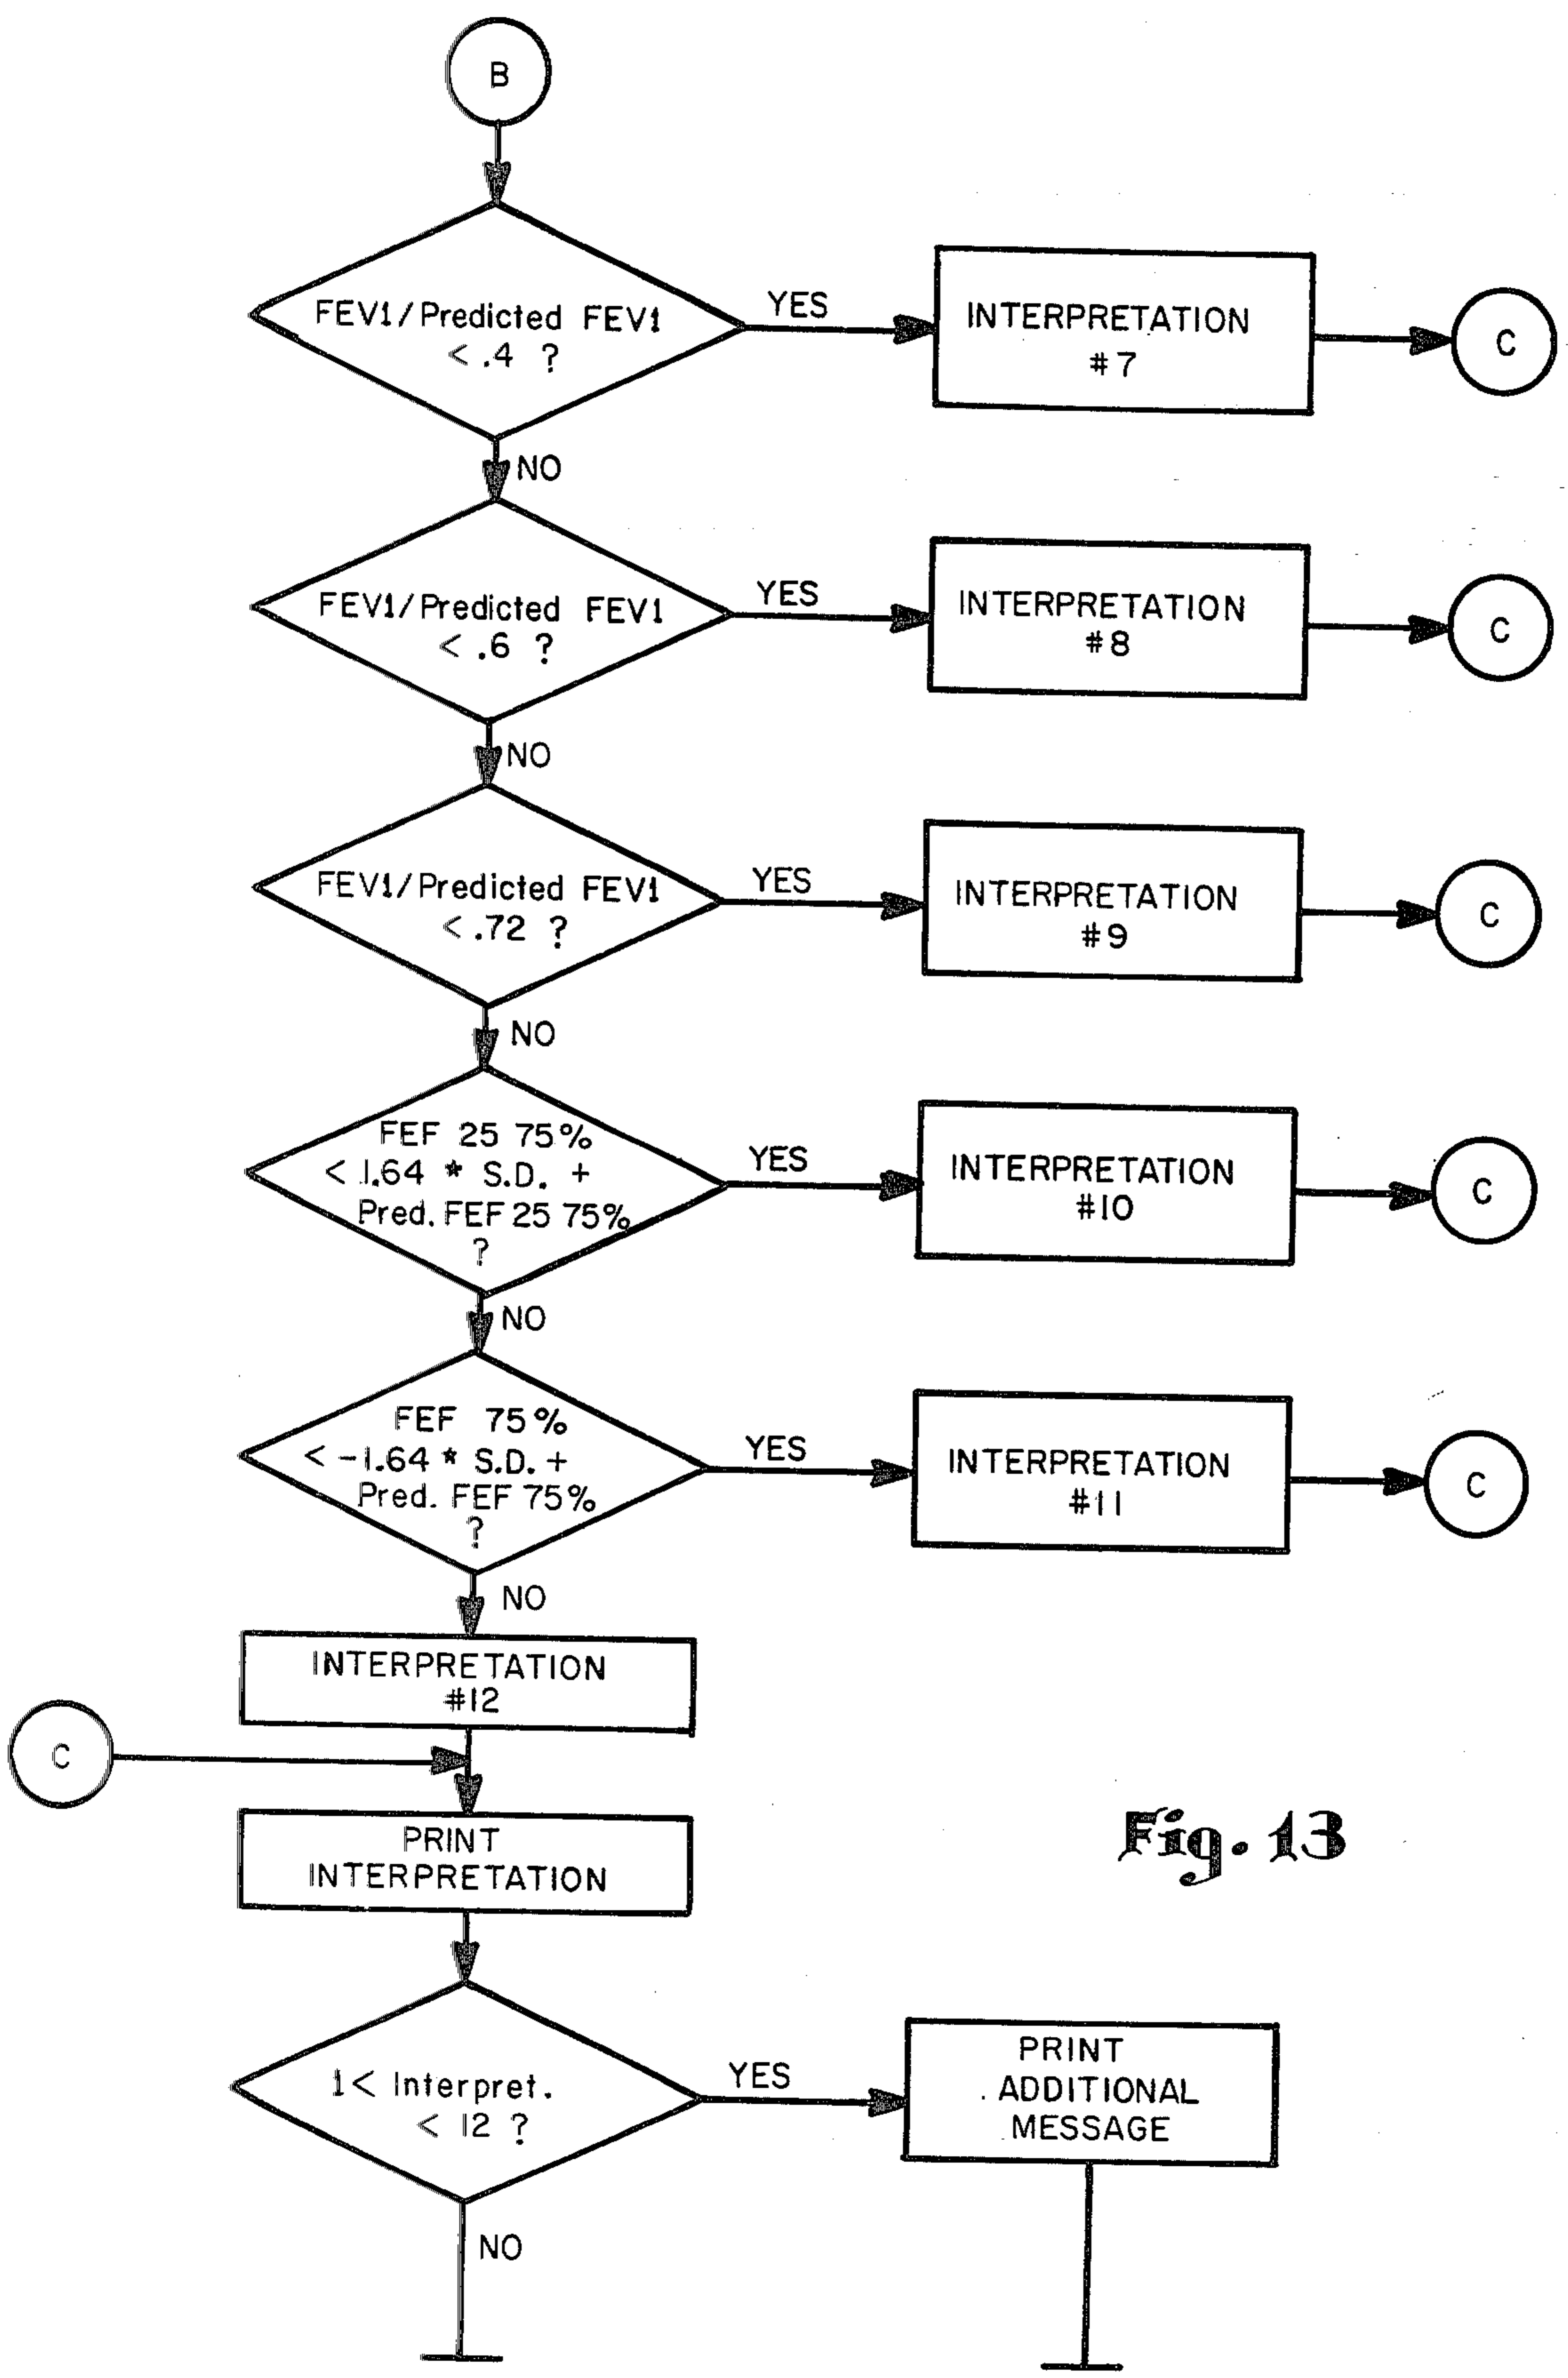 B
FEV1/Predicted FEV1
< .4 ?
YES
INTERPRETATION
#7
C
NO
FEV1/Predicted FEV1
< .6 ?
YES
INTERPRETATION
#8
C
NO
FEV1/Predicted FEV1
< .72 ?
YES
INTERPRETATION
#9
C
NO
FEF 25 75%
< 1.64 * S.D. +
Pred. FEF 25 75%
?
YES
INTERPRETATION
#10
C
NO
FEF 75%
< -1.64 * S.D. +
Pred. FEF 75%
?
YES
INTERPRETATION
#11
C
NO
INTERPRETATION
#12
C
PRINT
INTERPRETATION
Fig. 13
1 < Interpret.
< 12 ?
YES
PRINT
ADDITIONAL
MESSAGE
NO